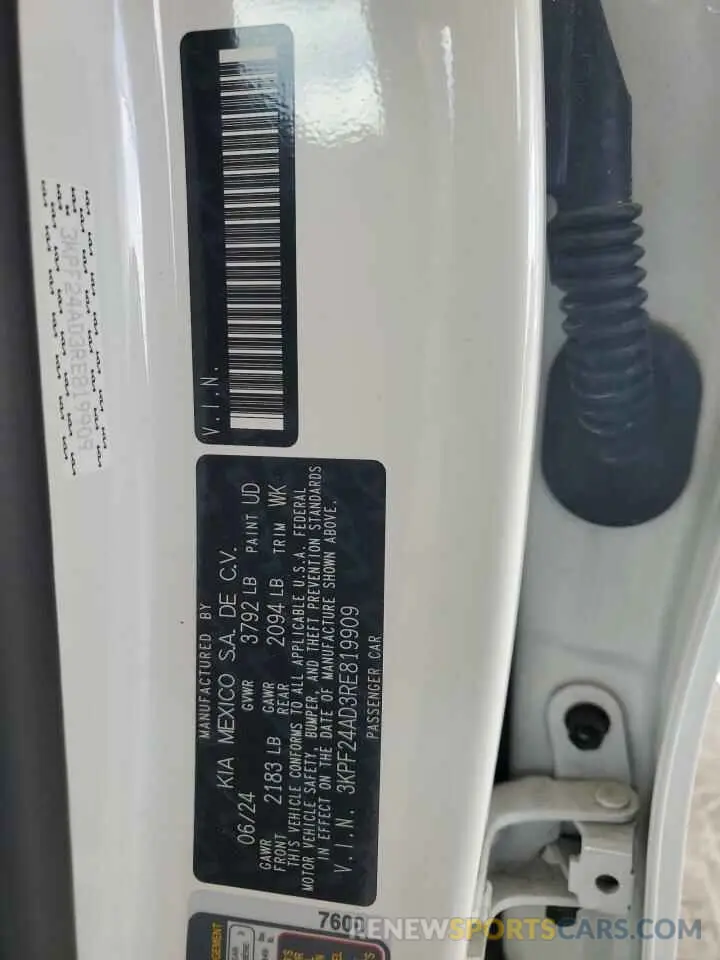 V.I.N.
3KPF24AD3RE819909
MANUFACTURED BY
06/24 KIA MEXICO S.A. DE C.V.
GAWR GVWR 3792 LB PAINT UD
FRONT 2183 LB GAWR REAR 2094 LB TRIM WK
THIS VEHICLE CONFORMS TO ALL APPLICABLE U.S.A. FEDERAL
MOTOR VEHICLE SAFETY, BUMPER, AND THEFT PREVENTION STANDARDS
IN EFFECT ON THE DATE OF MANUFACTURE SHOWN ABOVE.
V.I.N. 3KPF24AD3RE819909
PASSENGER CAR
7600
RENEWSPORTSCARS.COM